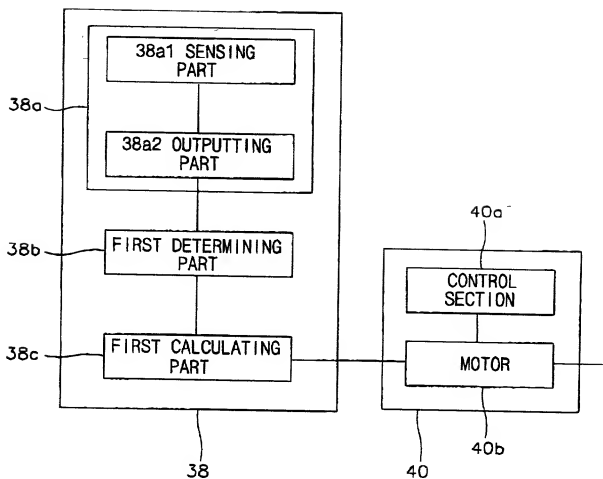 38a1 SENSING
PART
38a
38a2 OUTPUTTING
PART
40a
38b
FIRST DETERMINING
PART
CONTROL
SECTION
38c
FIRST CALCULATING
PART
MOTOR
38
40
40b